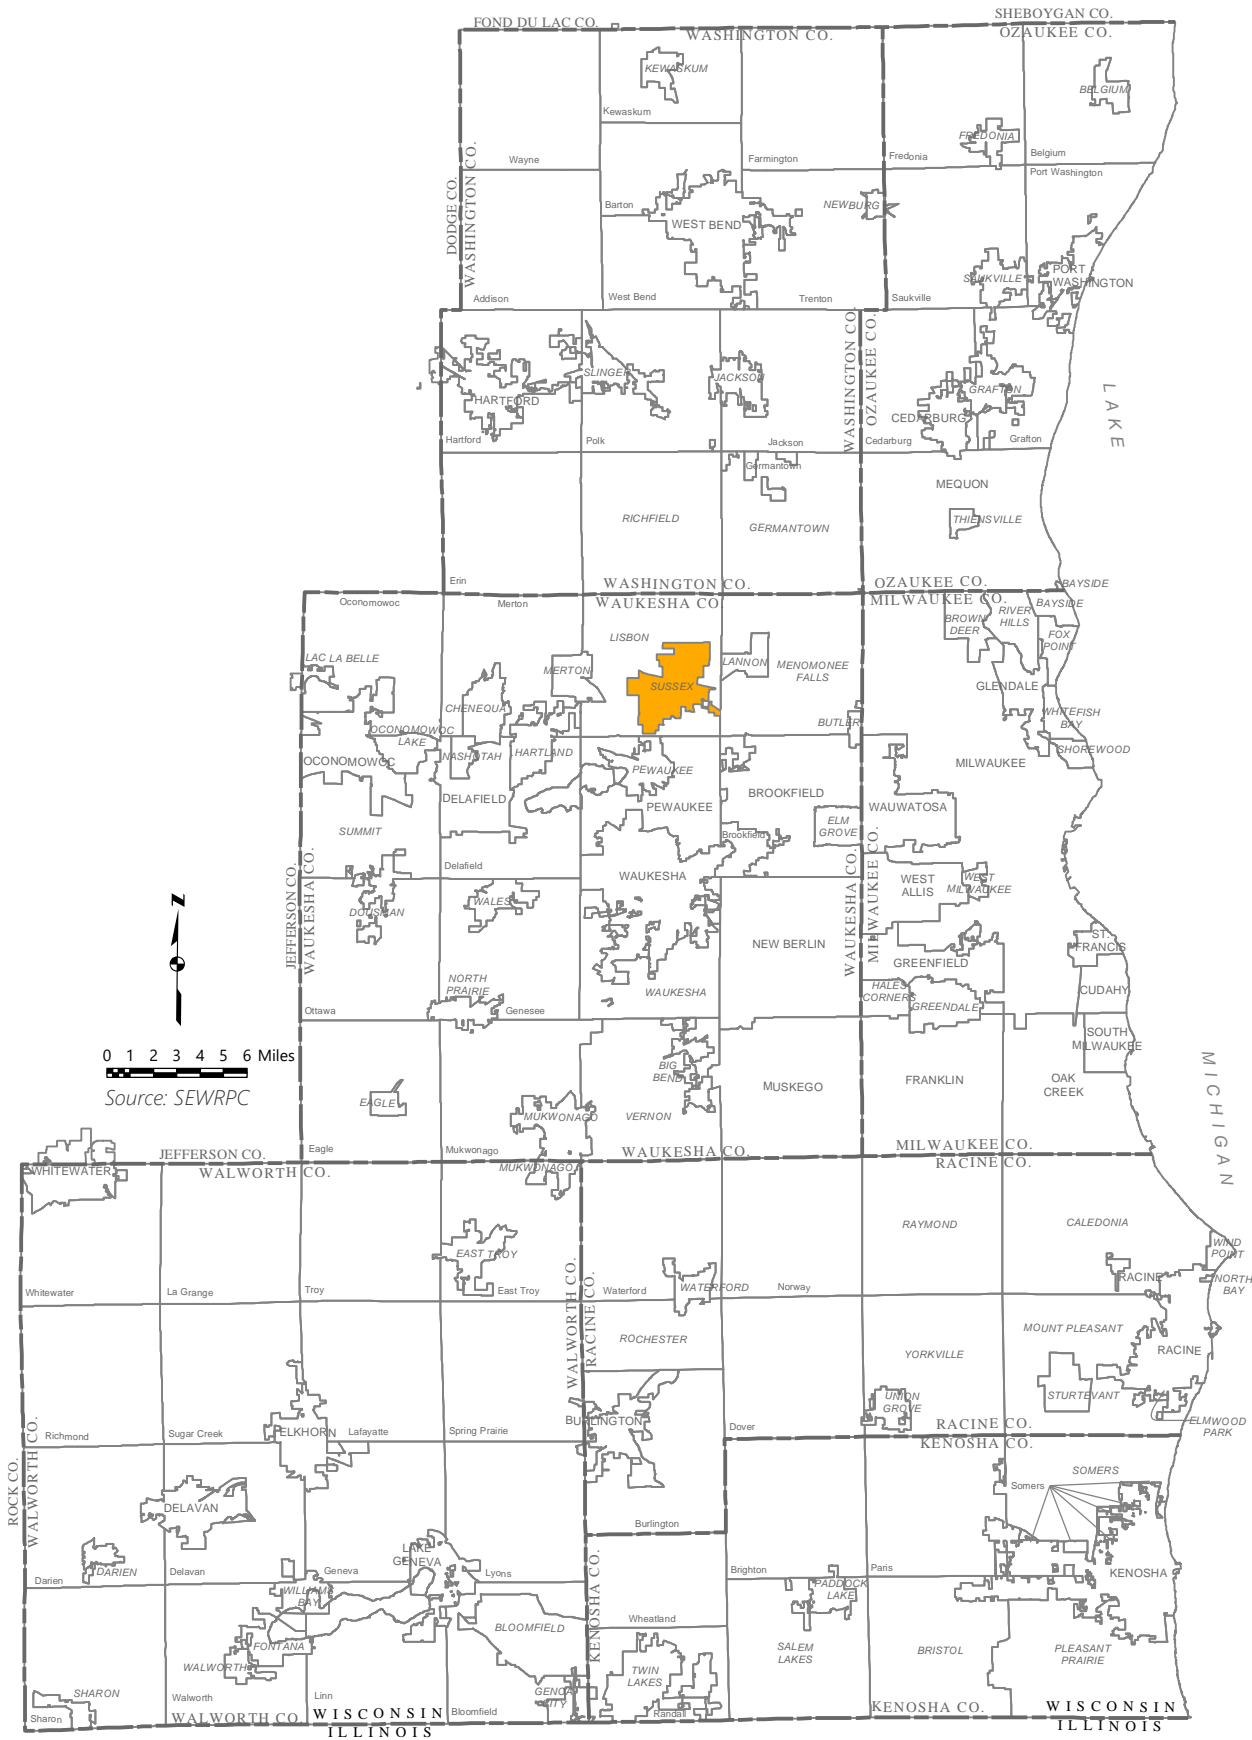 FOND DU LAC CO.
SHEBOYGAN CO.
WASHINGTON CO.
OZAUKEE CO.
KEWASKUM
BELGIUM
Kewaskum
FREDONIA
Wayne
Farmington
Fredonia
Belgium
Port Washington
DODGE CO.
WASHINGTON CO.
Barton
WEST BEND
NEWBURG
SAUKVILLE
PORT
WASHINGTON
Addison
West Bend
Trenton
Saukville
WASHINGTON CO.
OZAUKEE CO.
SLINGER
JACKSON
HARTFORD
GRAFTON
CEDARBURG
LAKE
Hartford
Polk
Jackson
Cedarburg
Grafton
Germantown
MEQUON
RICHFIELD
GERMANTOWN
THIENSVILLE
Erin
WASHINGTON CO.
OZAUKEE CO.
BAYSIDE
Oconomowoc
Merton
WAUKESHA CO.
MILWAUKEE CO.
BAYSIDE
BROWN
DEER
RIVER
HILLS
FOX
POINT
LISBON
LAC LA BELLE
MERTON
LANNON
MENOMONEE
FALLS
SUSSEX
GLENDALE
CHENEQUA
WHITEFISH
BAY
BUTLER
OCONOMOWOC
LAKE
OCONOMOWOC
NASHOTAH
HARTLAND
SHOREWOOD
MILWAUKEE
PEWAUKEE
DELAFIELD
PEWAUKEE
BROOKFIELD
WAUWATOSA
SUMMIT
ELM
GROVE
Brookfield
Delafield
WAUKESHA
WEST
ALLIS
WEST
MILWAUKEE
JEFFERSON CO.
WAUKESHA CO.
WAUKESHA CO.
MILWAUKEE CO.
Z
DOUSMAN
WALES
NEW BERLIN
ST.
FRANCIS
GREENFIELD
NORTH
PRAIRIE
WAUKESHA
HALES
CORNERS
GREENDALE
CUDAHY
Ottawa
Genesee
SOUTH
MILWAUKEE
0 1 2 3 4 5 6 Miles
Source: SEWRPC
BIG
BEND
MUSKEGO
FRANKLIN
OAK
CREEK
MICHIGAN
EAGLE
MUKWONAGO
VERNON
Eagle
Mukwonago
WAUKESHA CO.
MILWAUKEE CO.
JEFFERSON CO.
WALWORTH CO.
RACINE CO.
WHITEWATER
MUKWONAGO
RAYMOND
CALEDONIA
EAST TROY
WIND
POINT
Whitewater
La Grange
Troy
East Troy
Waterford
WATERFORD
Norway
RACINE
NORTH
BAY
WALWORTH CO.
RACINE CO.
ROCHESTER
MOUNT PLEASANT
YORKVILLE
RACINE
STURTEVANT
UNION
GROVE
ELMWOOD
PARK
BURLINGTON
ELKHORN
Richmond
Sugar Creek
Lafayatte
Spring Prairie
Dover
RACINE CO.
KENOSHA CO.
ROCK CO.
WALWORTH CO.
SOMERS
Somers
DELAVAN
Burlington
LAKE
GENEVA
DARIEN
Darien
Delavan
Geneva
Lyons
Brighton
Paris
KENOSHA
WILLIAMS
BAY
PADDOCK
LAKE
KENOSHA CO.
Wheatland
BLOOMFIELD
FONTANA
WALWORTH
SALEM
LAKES
BRISTOL
PLEASANT
PRAIRIE
TWIN
LAKES
SHARON
GENOA
CITY
Sharon
Walworth
Linn
Bloomfield
Randall
WALWORTH CO.
WISCONSIN
ILLINOIS
KENOSHA CO.
WISCONSIN
ILLINOIS